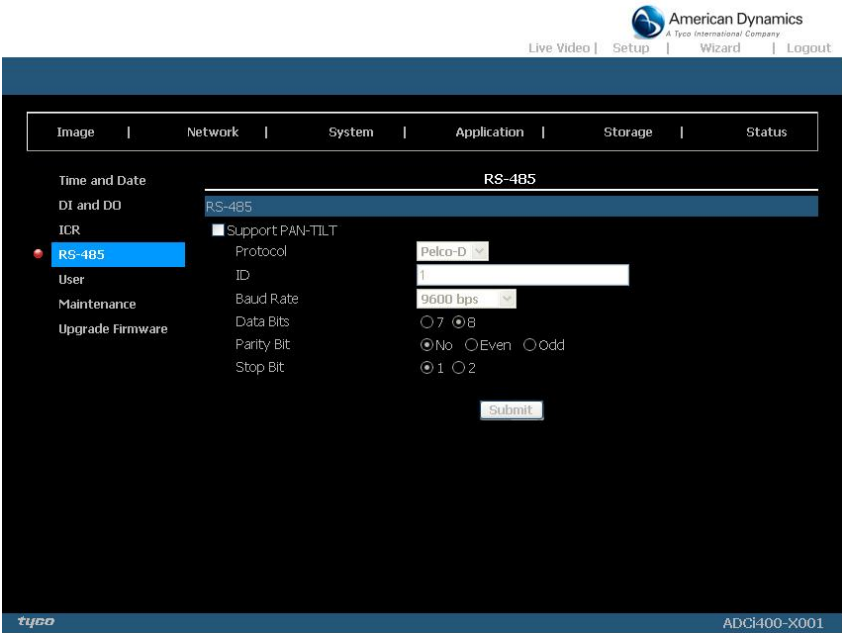 American Dynamics
A Tyco International Company
Live Video | Setup | Wizard | Logout
Image | Network | System | Application | Storage | Status
Time and Date
DI and DO
ICR
RS-485
User
Maintenance
Upgrade Firmware
RS-485
RS-485
Support PAN-TILT
Protocol Pelco-D
ID 1
Baud Rate 9600 bps
Data Bits 7 8
Parity Bit No Even Odd
Stop Bit 1 2
Submit
tyco ADCi400-X001